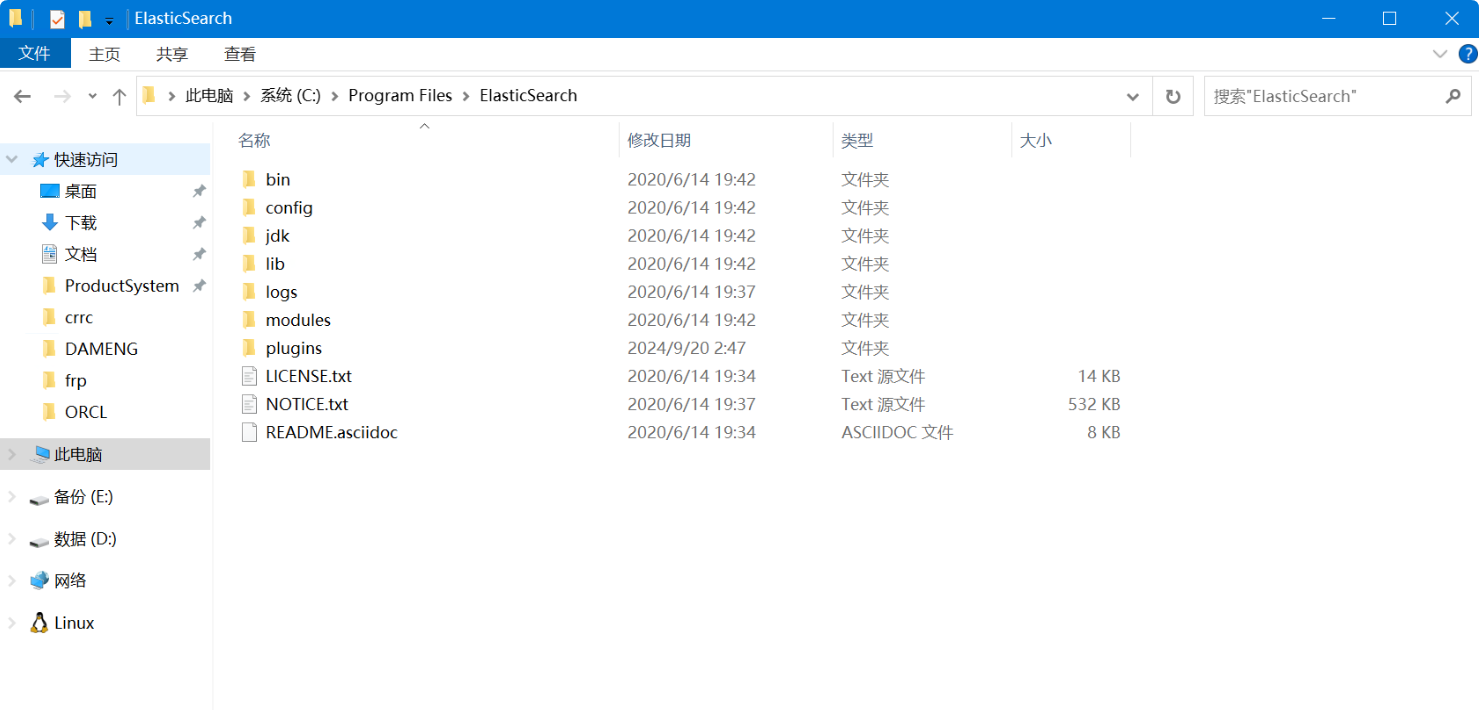 ElasticSearch
文件 主页 共享 查看
此电脑 系统 (C:) Program Files ElasticSearch
搜索"ElasticSearch"
名称 修改日期 类型 大小
快速访问
桌面
下载
文档
ProductSystem
crrc
DAMENG
frp
ORCL
此电脑
备份 (E:)
数据 (D:)
网络
Linux
bin 2020/6/14 19:42 文件夹
config 2020/6/14 19:42 文件夹
jdk 2020/6/14 19:42 文件夹
lib 2020/6/14 19:42 文件夹
logs 2020/6/14 19:37 文件夹
modules 2020/6/14 19:42 文件夹
plugins 2024/9/20 2:47 文件夹
LICENSE.txt 2020/6/14 19:34 Text 源文件 14 KB
NOTICE.txt 2020/6/14 19:37 Text 源文件 532 KB
README.asciidoc 2020/6/14 19:34 ASCIIDOC 文件 8 KB